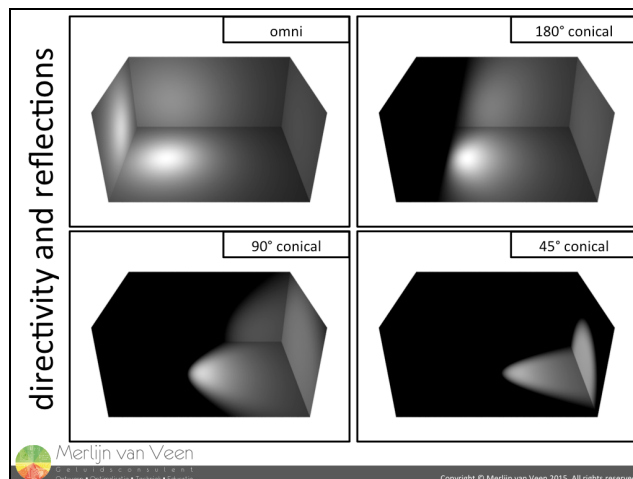 directivity and reflections
omni
180° conical
90° conical
45° conical
Merlijn van Veen
Geluidsconsulent
Copyright © Merlijn van Veen 2015. All rights reserve